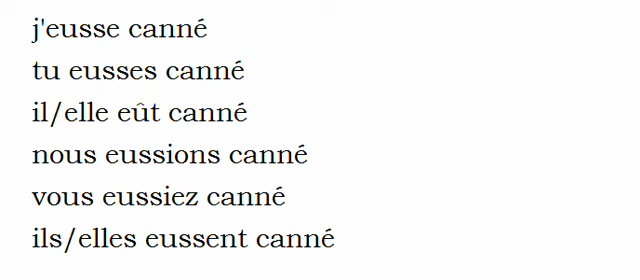 j'eusse canné
tu eusses canné
il/elle eût canné
nous eussions canné
vous eussiez canné
ils/elles eussent canné